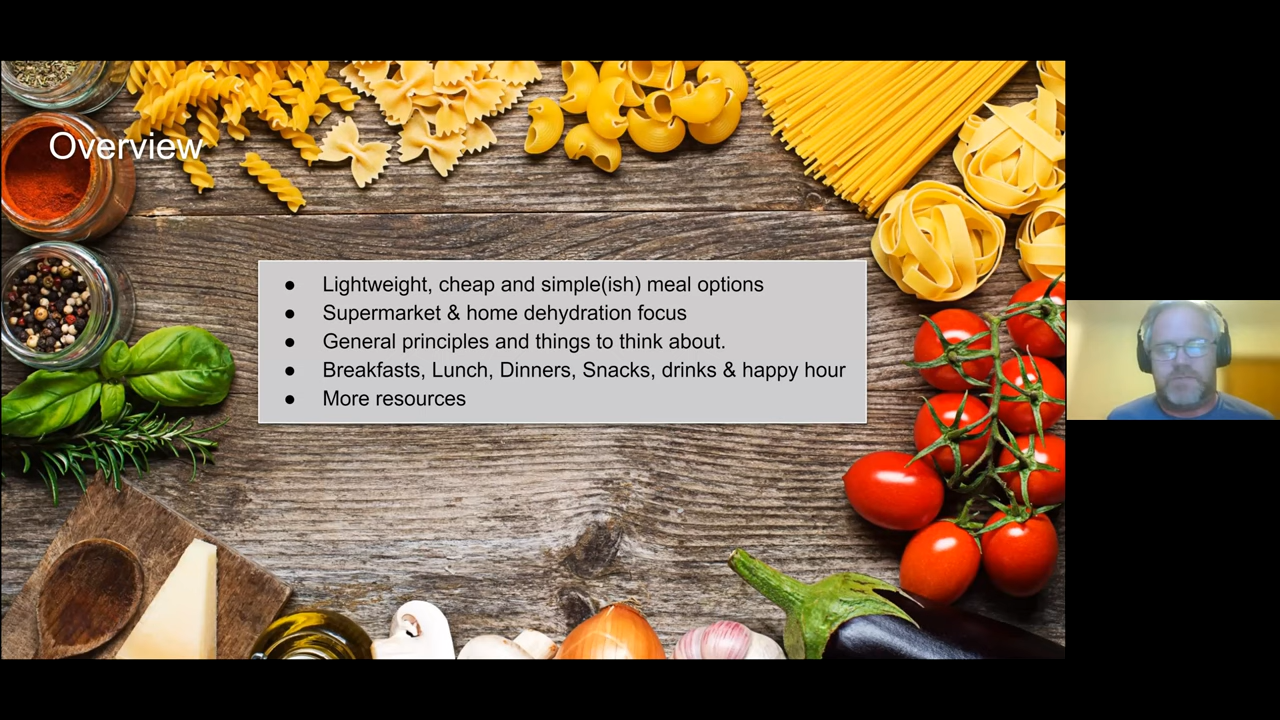 Overview
● Lightweight, cheap and simple(ish) meal options
● Supermarket & home dehydration focus
● General principles and things to think about.
● Breakfasts, Lunch, Dinners, Snacks, drinks & happy hour
● More resources